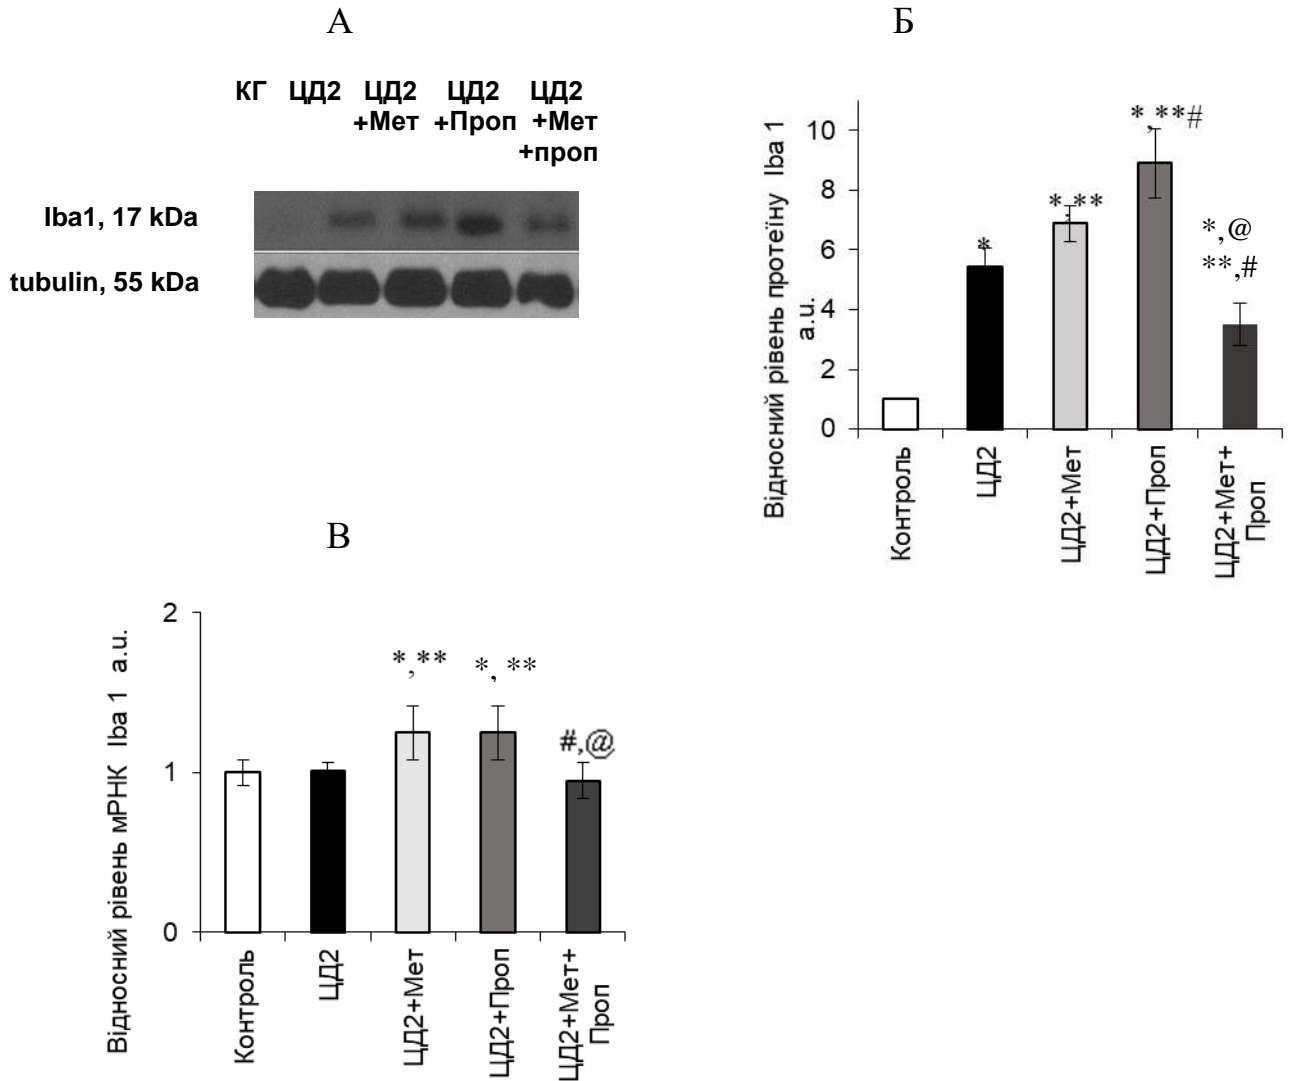 А
КГ ЦД2 ЦД2 ЦД2 ЦД2
+Мет +Проп +Мет
+проп
Iba1, 17 kDa
tubulin, 55 kDa
Б
Відносний рівень протеїну Iba 1
a.u.
10
8
6
4
2
0
*
*,**
*,**#
*,@
**,#
Контроль
ЦД2
ЦД2+Мет
ЦД2+Проп
ЦД2+Мет+
Проп
В
Відносний рівень мРНК Iba 1 a.u.
2
1
0
*,**
*, **
#,@
Контроль
ЦД2
ЦД2+Мет
ЦД2+Проп
ЦД2+Мет+
Проп